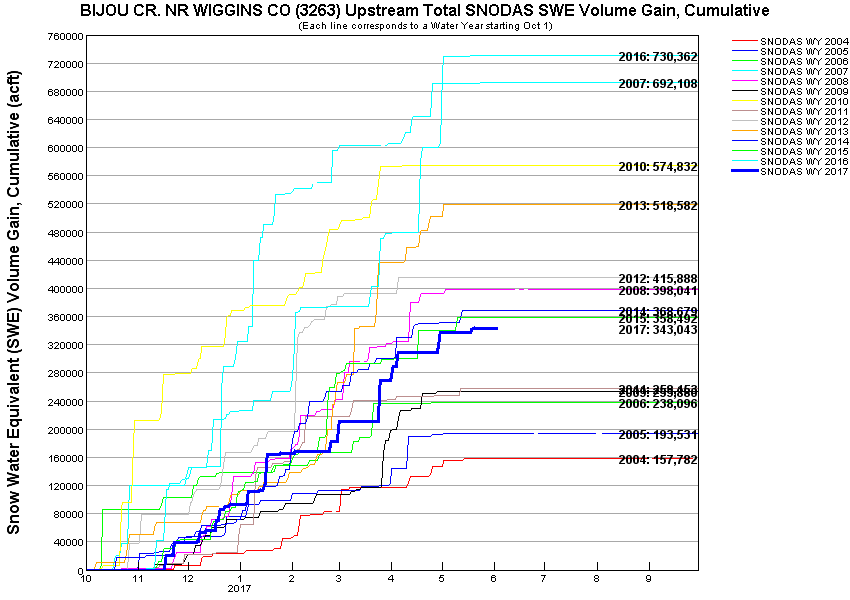 BIJOU CR. NR WIGGINS CO (3263) Upstream Total SNODAS SWE Volume Gain, Cumulative
(Each line corresponds to a Water Year starting Oct 1)
Snow Water Equivalent (SWE) Volume Gain, Cumulative (acft)
760000
720000
680000
640000
600000
560000
520000
480000
440000
400000
360000
320000
280000
240000
200000
160000
120000
80000
40000
0
2016: 730,362
2007: 692,108
2010: 574,832
2013: 518,582
2012: 415,888
2008: 398,041
2014: 368,679
2015: 358,492
2017: 343,043
2006: 238,096
2005: 193,531
2004: 157,782
10 11 12 1 2 3 4 5 6 7 8 9
2017
SNODAS WY 2004
SNODAS WY 2005
SNODAS WY 2006
SNODAS WY 2007
SNODAS WY 2008
SNODAS WY 2009
SNODAS WY 2010
SNODAS WY 2011
SNODAS WY 2012
SNODAS WY 2013
SNODAS WY 2014
SNODAS WY 2015
SNODAS WY 2016
SNODAS WY 2017